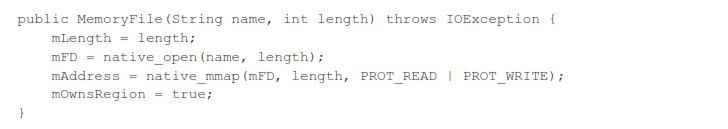 public MemoryFile(String name, int length) throws IOException {
    mLength = length;
    mFD = native_open(name, length);
    mAddress = native_mmap(mFD, length, PROT_READ | PROT_WRITE);
    mOwnsRegion = true;
}